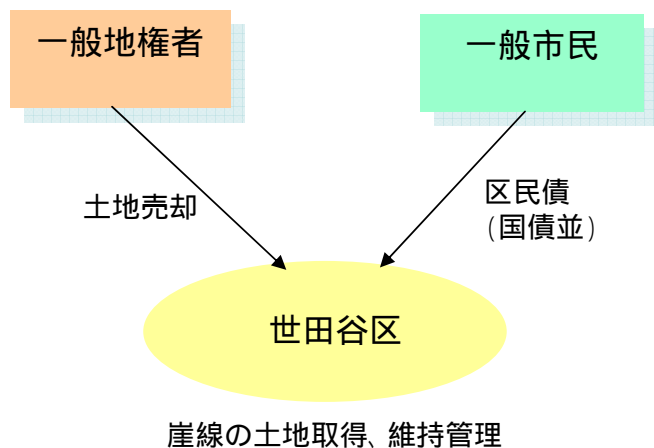 一般地権者
一般市民
土地売却
区民債
(国債並)
世田谷区
崖線の土地取得、維持管理